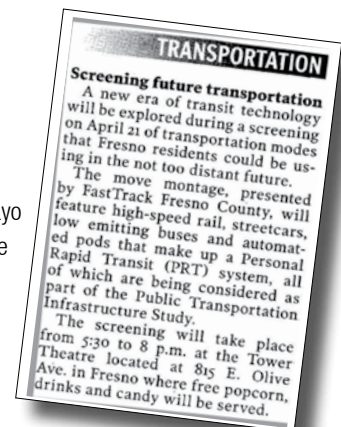 TRANSPORTATION
Screening future transportation
A new era of transit technology
will be explored during a screening
on April 21 of transportation modes
that Fresno residents could be us-
ing in the not too distant future.
The move montage, presented
by FastTrack Fresno County, will
feature high-speed rail, streetcars,
low emitting buses and automat-
ed pods that make up a Personal
Rapid Transit (PRT) system, all
of which are being considered as
part of the Public Transportation
Infrastructure Study.
The screening will take place
from 5:30 to 8 p.m. at the Tower
Theatre located at 815 E. Olive
Ave. in Fresno where free popcorn,
drinks and candy will be served.